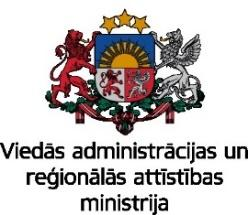 Viedās administrācijas un
reģionālās attīstības
ministrija